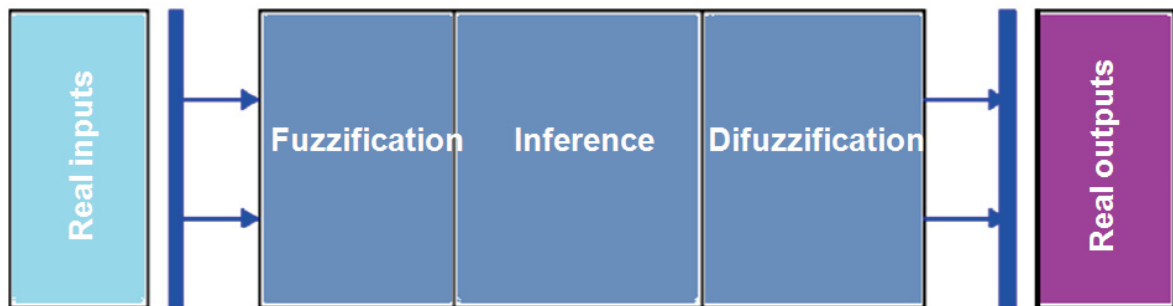 Real inputs
Fuzzification
Inference
Difuzzification
Real outputs